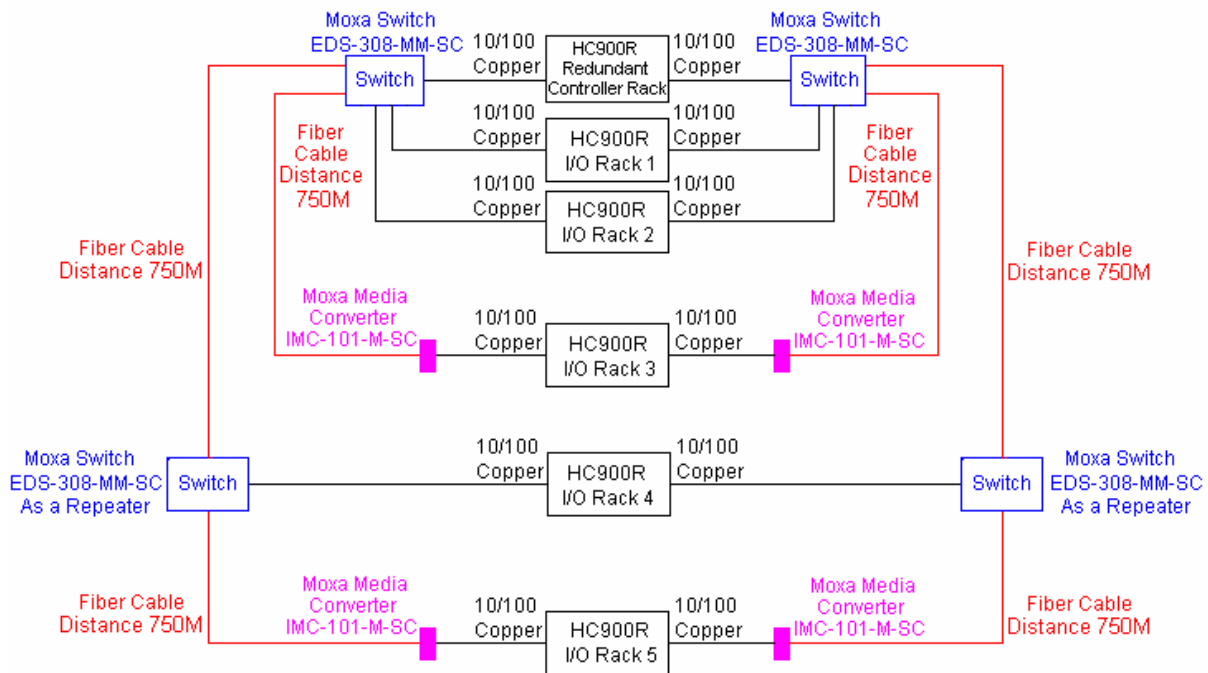 Moxa Switch
EDS-308-MM-SC
Switch
10/100
Copper
HC900R
Redundant
Controller Rack
10/100
Copper
Moxa Switch
EDS-308-MM-SC
Switch
Fiber
Cable
Distance
750M
10/100
Copper
HC900R
I/O Rack 1
10/100
Copper
Fiber
Cable
Distance
750M
10/100
Copper
HC900R
I/O Rack 2
10/100
Copper
Fiber Cable
Distance 750M
Fiber Cable
Distance 750M
Moxa Media
Converter
IMC-101-M-SC
10/100
Copper
HC900R
I/O Rack 3
10/100
Copper
Moxa Media
Converter
IMC-101-M-SC
Moxa Switch
EDS-308-MM-SC
As a Repeater
Switch
10/100
Copper
HC900R
I/O Rack 4
10/100
Copper
Switch
Moxa Switch
EDS-308-MM-SC
As a Repeater
Fiber Cable
Distance 750M
Moxa Media
Converter
IMC-101-M-SC
10/100
Copper
HC900R
I/O Rack 5
10/100
Copper
Moxa Media
Converter
IMC-101-M-SC
Fiber Cable
Distance 750M